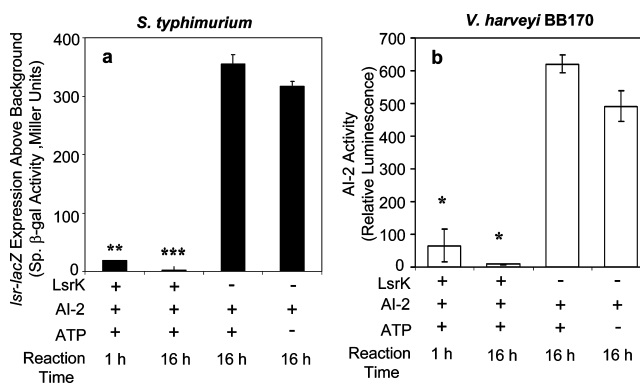 S. typhimurium
a
lsr-lacZ Expression Above Background
(Sp. β-gal Activity ,Miller Units)
400
300
200
100
0
** ***
LsrK + + - -
AI-2 + + + +
ATP + + + -
Reaction 1 h 16 h 16 h 16 h
Time
V. harveyi BB170
b
AI-2 Activity
(Relative Luminescence)
700
600
500
400
300
200
100
0
* *
LsrK + + - -
AI-2 + + + +
ATP + + + -
Reaction 1 h 16 h 16 h 16 h
Time